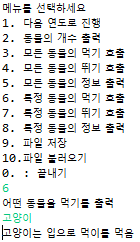 메뉴를 선택하세요
1. 다음 연도로 진행
2. 동물의 개수 출력
3. 모든 동물의 먹기 호출
4. 모든 동물의 뛰기 호출
5. 모든 동물의 정보 출력
6. 특정 동물의 먹기 호출
7. 특정 동물의 뛰기 호출
8. 특정 동물의 정보 출력
9. 파일 저장
10.파일 불러오기
0. : 끝내기
6
어떤 동물을 먹기를 출력
고양이
고양이는 입으로 먹이를 먹음